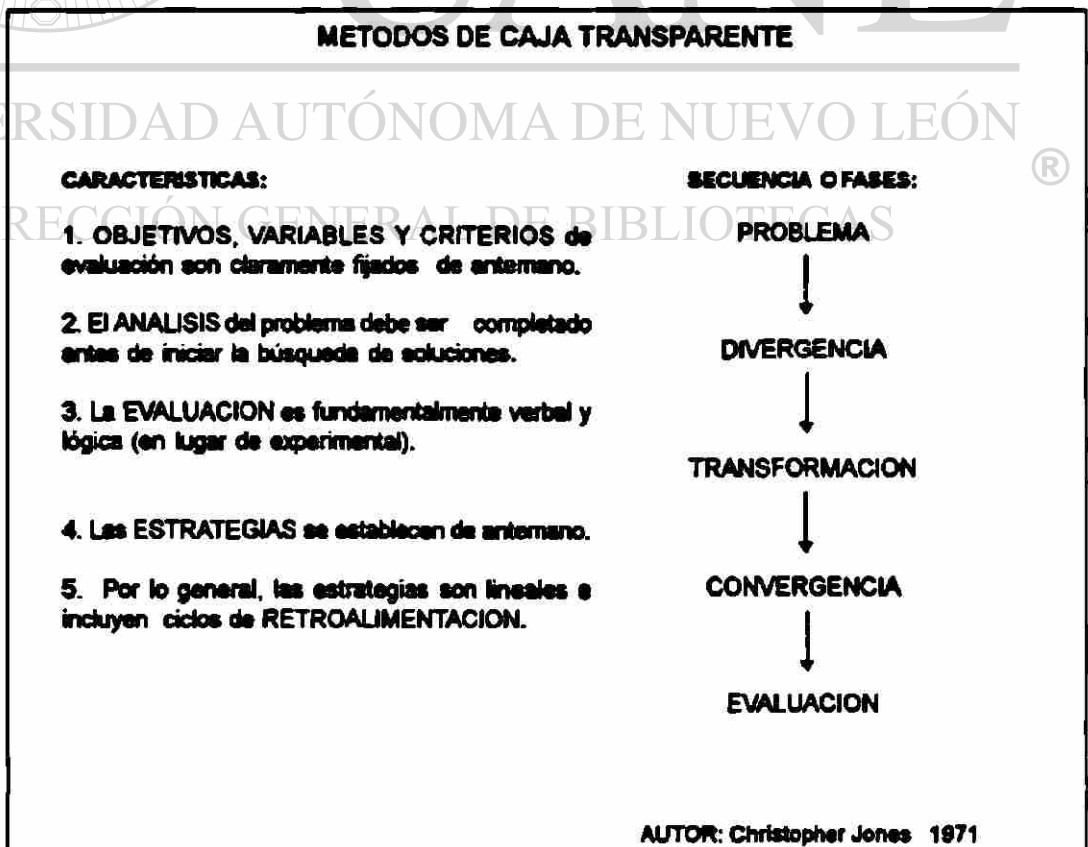 METODOS DE CAJA TRANSPARENTE
ERSIDAD AUTÓNOMA DE NUEVO LEÓN
®
RECCIÓN GENERAL DE BIBLIOTECAS
CARACTERISTICAS:
1. OBJETIVOS, VARIABLES Y CRITERIOS de
evaluación son claramente fijados de antemano.
2. El ANALISIS del problema debe ser completado
antes de iniciar la búsqueda de soluciones.
3. La EVALUACION es fundamentalmente verbal y
lógica (en lugar de experimental).
4. Las ESTRATEGIAS se establecen de antemano.
5. Por lo general, las estrategias son lineales e
incluyen ciclos de RETROALIMENTACION.
SECUENCIA O FASES:
PROBLEMA
DIVERGENCIA
TRANSFORMACION
CONVERGENCIA
EVALUACION
AUTOR: Christopher Jones 1971